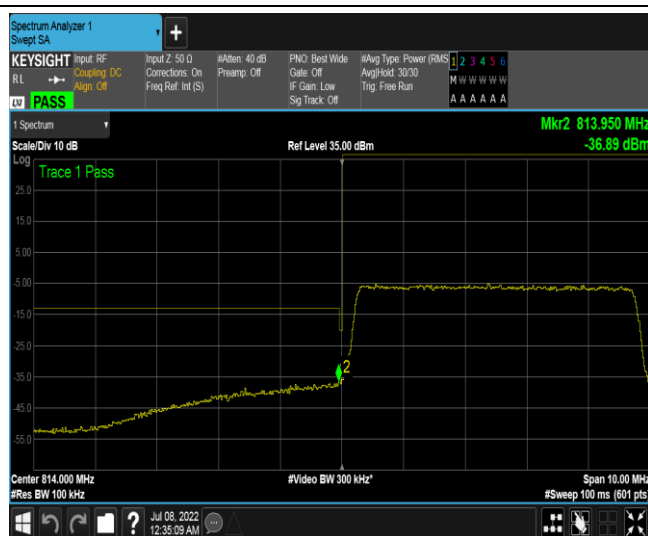 Spectrum Analyzer 1
Swept SA
+
KEYSIGHT Input: RF Input Z: 50 Ω #Atten: 40 dB PNO: Best Wide #Avg Type: Power (RMS 1 2 3 4 5 6
RL Coupling: DC Corrections: On Preamp: Off Gate: Off Avg|Hold: 30/30 M W W W W W
Align: Off Freq Ref: Int (S) IF Gain: Low Trig: Free Run
LXI PASS Sig Track: Off A A A A A A
1 Spectrum Mkr2 813.950 MHz
Scale/Div 10 dB Ref Level 35.00 dBm -36.89 dBm
Log
Trace 1 Pass
25.0
15.0
5.00
-5.00
-15.0
-25.0
-35.0
2
-45.0
-55.0
Center 814.000 MHz #Video BW 300 kHz* Span 10.00 MHz
#Res BW 100 kHz #Sweep 100 ms (601 pts)
? Jul 08, 2022
12:35:09 AM